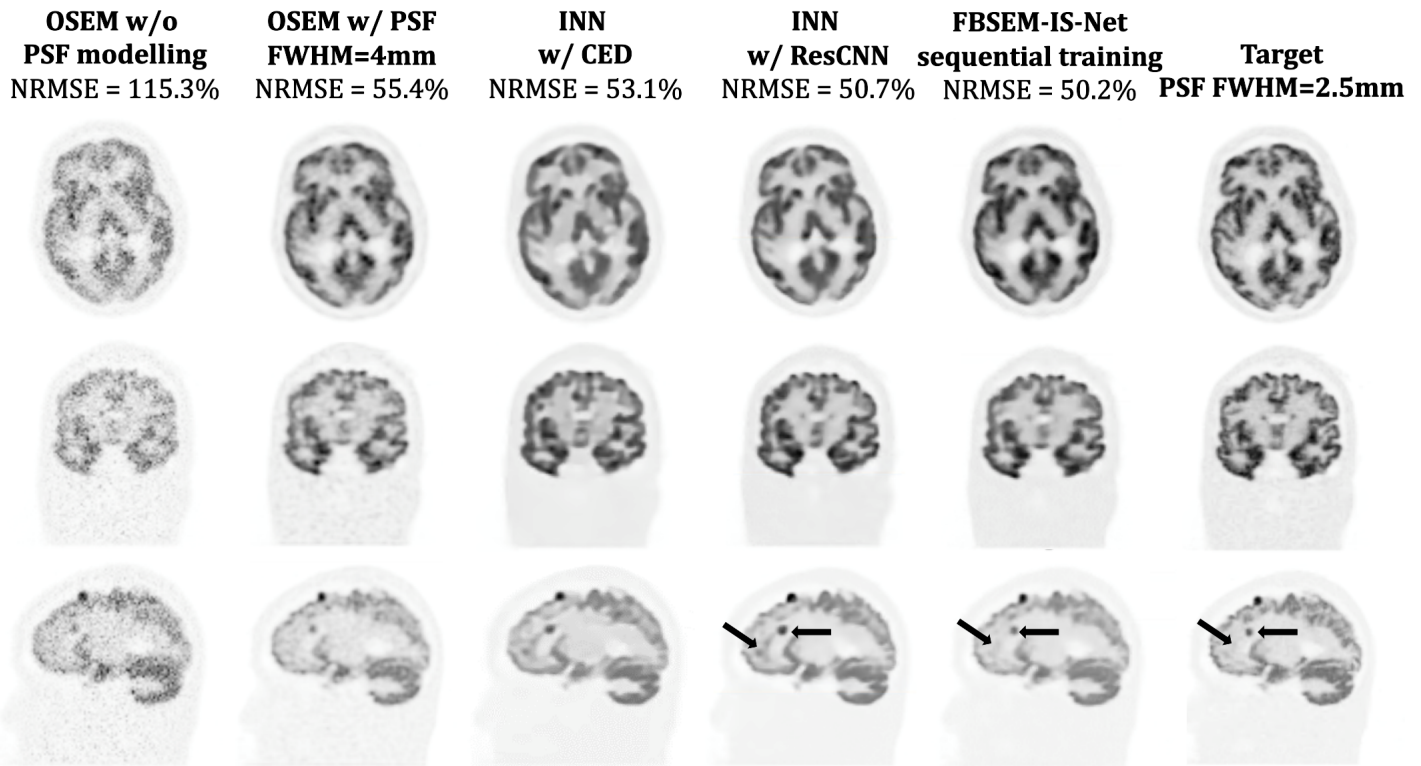 OSEM w/o
PSF modelling
NRMSE = 115.3%
OSEM w/ PSF
FWHM=4mm
NRMSE = 55.4%
INN
w/ CED
NRMSE = 53.1%
INN
w/ ResCNN
NRMSE = 50.7%
FBSEM-IS-Net
sequential training
NRMSE = 50.2%
Target
PSF FWHM=2.5mm